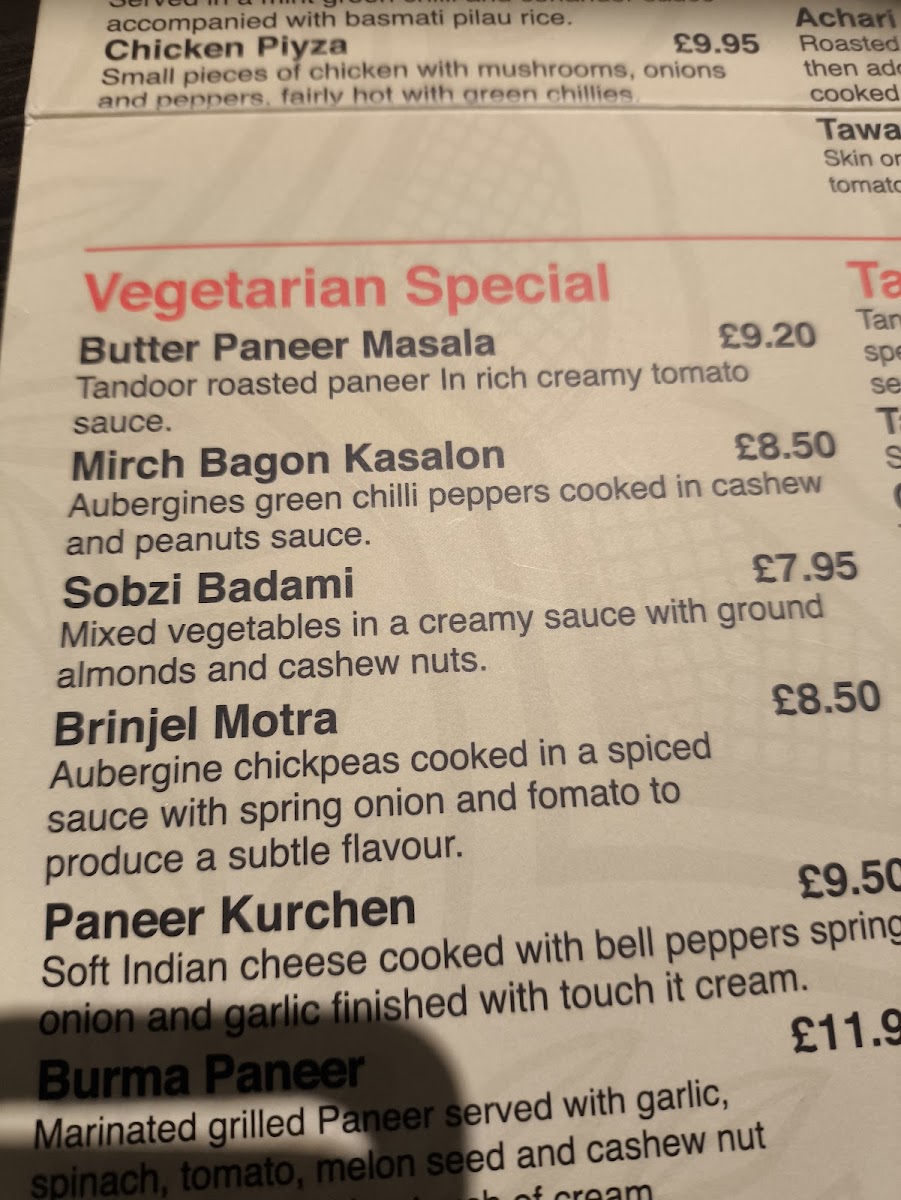 accompanied with basmati pilau rice.
Chicken Piyza £9.95
Small pieces of chicken with mushrooms, onions
and peppers, fairly hot with green chillies.
Vegetarian Special
Butter Paneer Masala £9.20
Tandoor roasted paneer In rich creamy tomato
sauce.
Mirch Bagon Kasalon £8.50
Aubergines green chilli peppers cooked in cashew
and peanuts sauce.
Sobzi Badami £7.95
Mixed vegetables in a creamy sauce with ground
almonds and cashew nuts.
Brinjel Motra £8.50
Aubergine chickpeas cooked in a spiced
sauce with spring onion and fomato to
produce a subtle flavour.
Paneer Kurchen £9.50
Soft Indian cheese cooked with bell peppers spring
onion and garlic finished with touch it cream.
Burma Paneer £11.9
Marinated grilled Paneer served with garlic,
spinach, tomato, melon seed and cashew nut
of cream
Achari
Roasted
then
cooked
Tawa
Skin